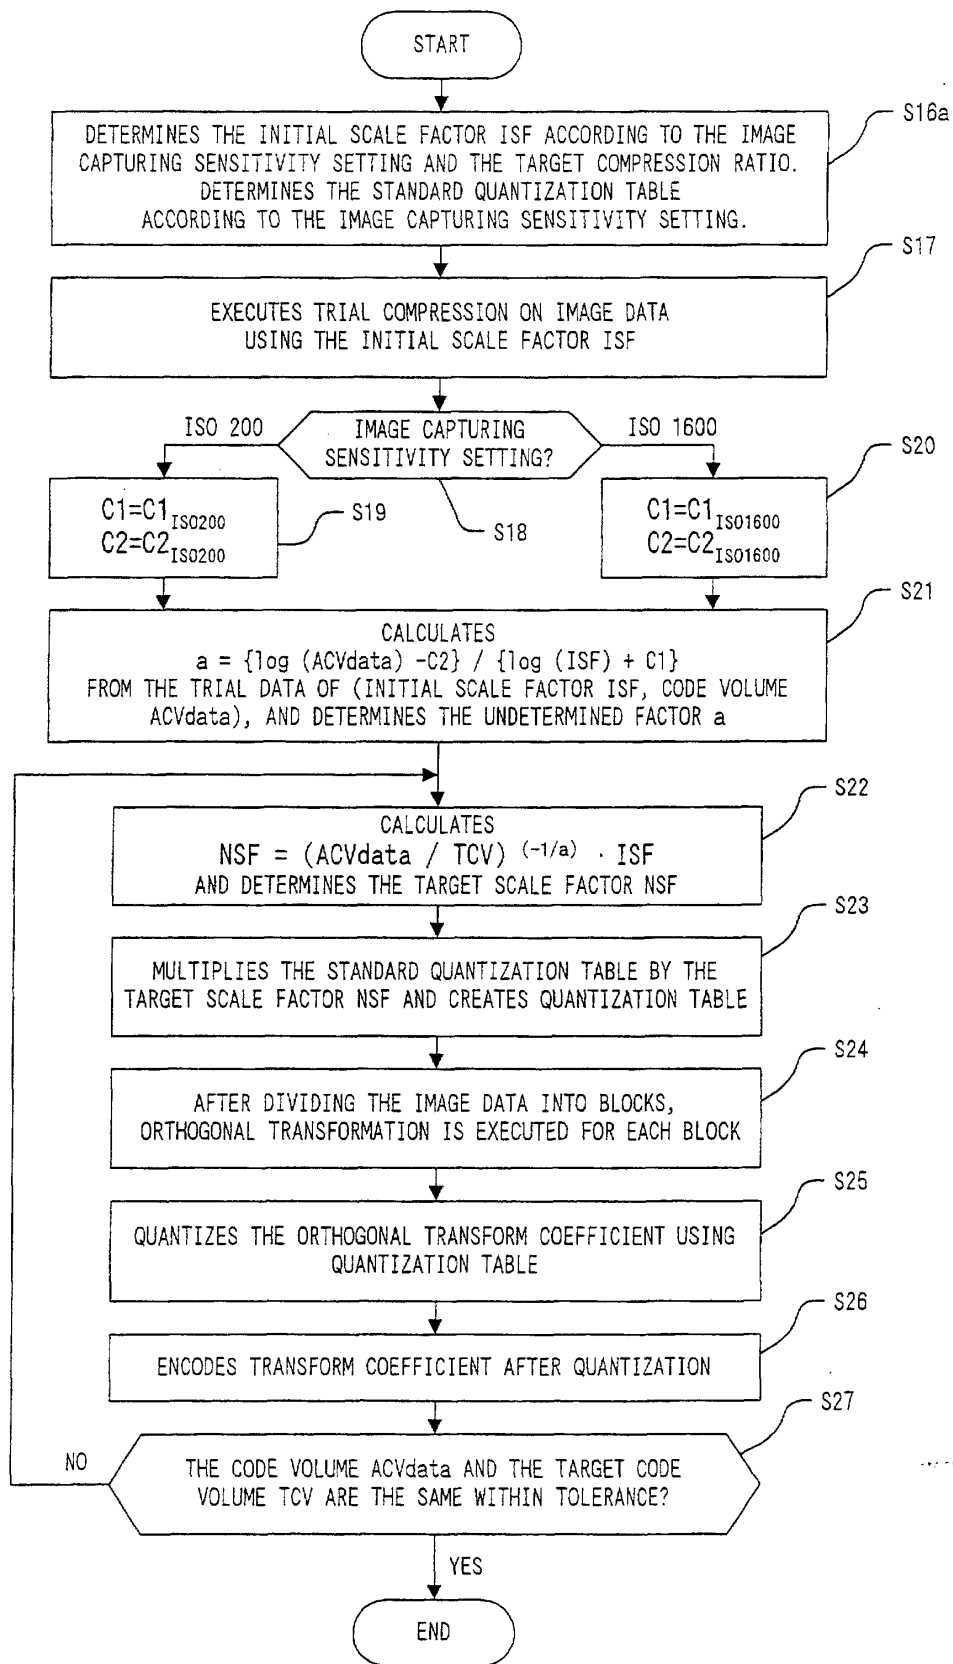 START
S16a
DETERMINES THE INITIAL SCALE FACTOR ISF ACCORDING TO THE IMAGE
CAPTURING SENSITIVITY SETTING AND THE TARGET COMPRESSION RATIO.
DETERMINES THE STANDARD QUANTIZATION TABLE
ACCORDING TO THE IMAGE CAPTURING SENSITIVITY SETTING.
S17
EXECUTES TRIAL COMPRESSION ON IMAGE DATA
USING THE INITIAL SCALE FACTOR ISF
ISO 200
IMAGE CAPTURING
SENSITIVITY SETTING?
ISO 1600
S18
S19
S20
C1=C1ISO200
C2=C2ISO200
C1=C1ISO1600
C2=C2ISO1600
S21
CALCULATES
a = {log (ACVdata) -C2} / {log (ISF) + C1}
FROM THE TRIAL DATA OF (INITIAL SCALE FACTOR ISF, CODE VOLUME
ACVdata), AND DETERMINES THE UNDETERMINED FACTOR a
S22
CALCULATES
NSF = (ACVdata / TCV) (-1/a) · ISF
AND DETERMINES THE TARGET SCALE FACTOR NSF
S23
MULTIPLIES THE STANDARD QUANTIZATION TABLE BY THE
TARGET SCALE FACTOR NSF AND CREATES QUANTIZATION TABLE
S24
AFTER DIVIDING THE IMAGE DATA INTO BLOCKS,
ORTHOGONAL TRANSFORMATION IS EXECUTED FOR EACH BLOCK
S25
QUANTIZES THE ORTHOGONAL TRANSFORM COEFFICIENT USING
QUANTIZATION TABLE
S26
ENCODES TRANSFORM COEFFICIENT AFTER QUANTIZATION
S27
NO
THE CODE VOLUME ACVdata AND THE TARGET CODE
VOLUME TCV ARE THE SAME WITHIN TOLERANCE?
YES
END